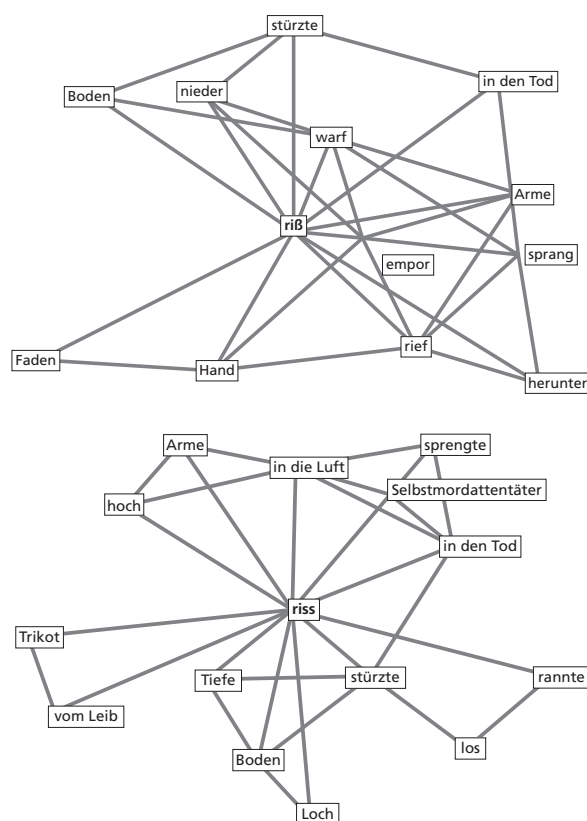 stürzte
in den Tod
nieder
Boden
warf
Arme
riß
sprang
empor
rief
Faden
Hand
herunter
Arme
sprengte
in die Luft
Selbstmordattentäter
hoch
in den Tod
riss
Trikot
Tiefe
stürzte
rannte
vom Leib
los
Boden
Loch